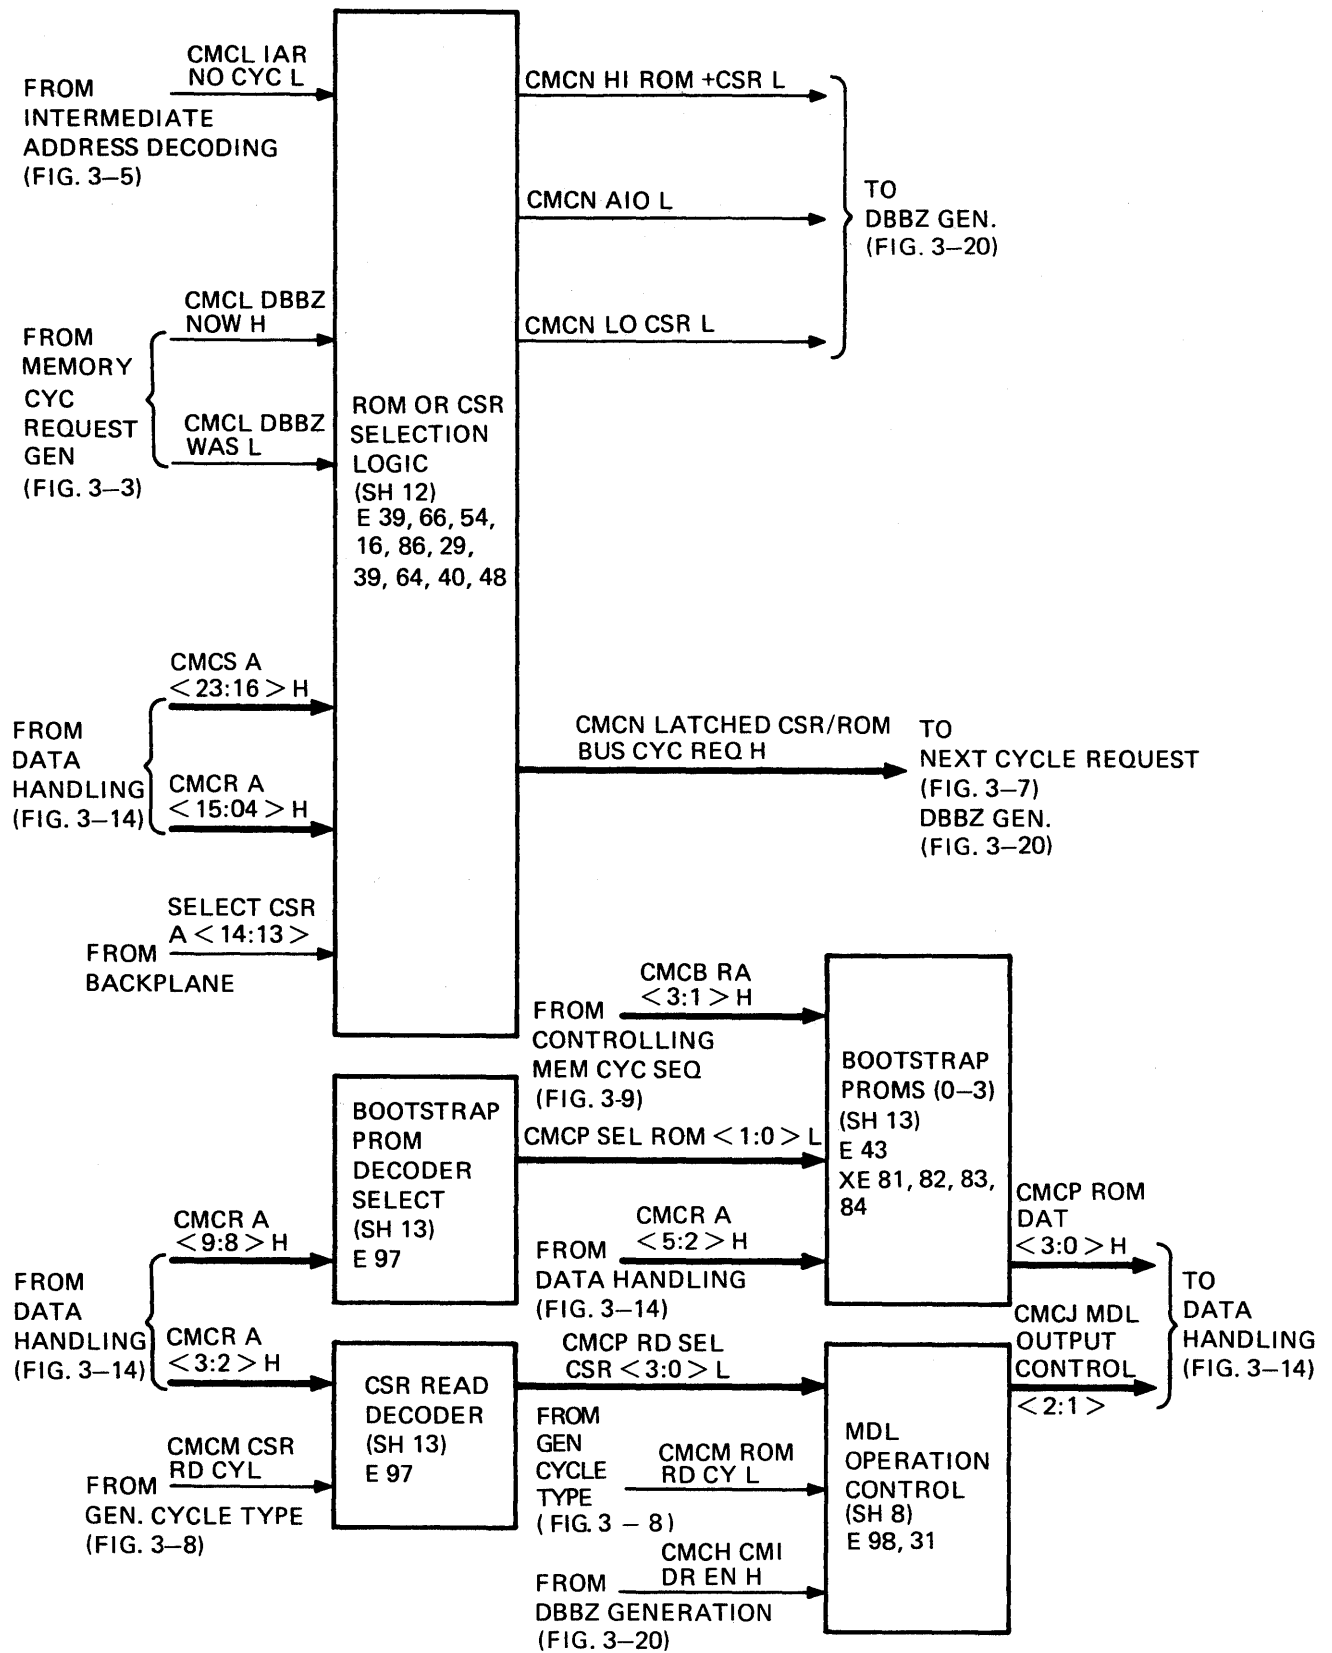 CMCL IAR
NO CYC L
FROM
INTERMEDIATE
ADDRESS DECODING
(FIG. 3–5)
CMCN HI ROM +CSR L
CMCN AIO L
TO
DBBZ GEN.
(FIG. 3–20)
CMCL DBBZ
NOW H
CMCN LO CSR L
FROM
MEMORY
CYC
REQUEST
GEN
(FIG. 3–3)
CMCL DBBZ
WAS L
ROM OR CSR
SELECTION
LOGIC
(SH 12)
E 39, 66, 54,
16, 86, 29,
39, 64, 40, 48
CMCS A
<23:16> H
FROM
DATA
HANDLING
(FIG. 3–14)
CMCR A
<15:04> H
CMCN LATCHED CSR/ROM
BUS CYC REQ H
TO
NEXT CYCLE REQUEST
(FIG. 3–7)
DBBZ GEN.
(FIG. 3–20)
SELECT CSR
A <14:13>
FROM
BACKPLANE
CMCB RA
<3:1> H
FROM
CONTROLLING
MEM CYC SEQ
(FIG. 3-9)
BOOTSTRAP
PROMS (0–3)
(SH 13)
E 43
XE 81, 82, 83,
84
BOOTSTRAP
PROM
DECODER
SELECT
(SH 13)
E 97
CMCP SEL ROM <1:0> L
CMCR A
<9:8> H
CMCR A
<5:2> H
FROM
DATA HANDLING
(FIG. 3–14)
CMCP ROM
DAT
<3:0> H
FROM
DATA
HANDLING
(FIG. 3–14)
CMCR A
<3:2> H
TO
DATA
HANDLING
(FIG. 3–14)
CMCJ MDL
OUTPUT
CONTROL
<2:1>
CMCP RD SEL
CSR <3:0> L
CSR READ
DECODER
(SH 13)
E 97
CMCM CSR
RD CYL
FROM
GEN. CYCLE TYPE
(FIG. 3–8)
FROM
GEN
CYCLE
TYPE
(FIG. 3 – 8)
CMCM ROM
RD CY L
MDL
OPERATION
CONTROL
(SH 8)
E 98, 31
CMCH CMI
DR EN H
FROM
DBBZ GENERATION
(FIG. 3–20)